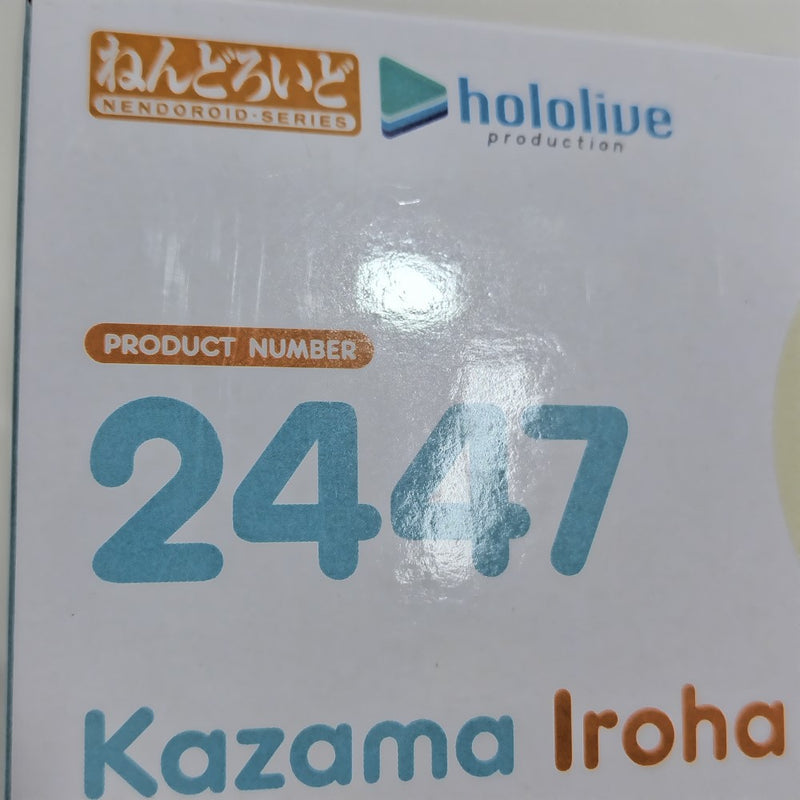 ねんどろいど
NENDOROID·SERIES
hololive
production
PRODUCT NUMBER
2447
Kazama Iroha